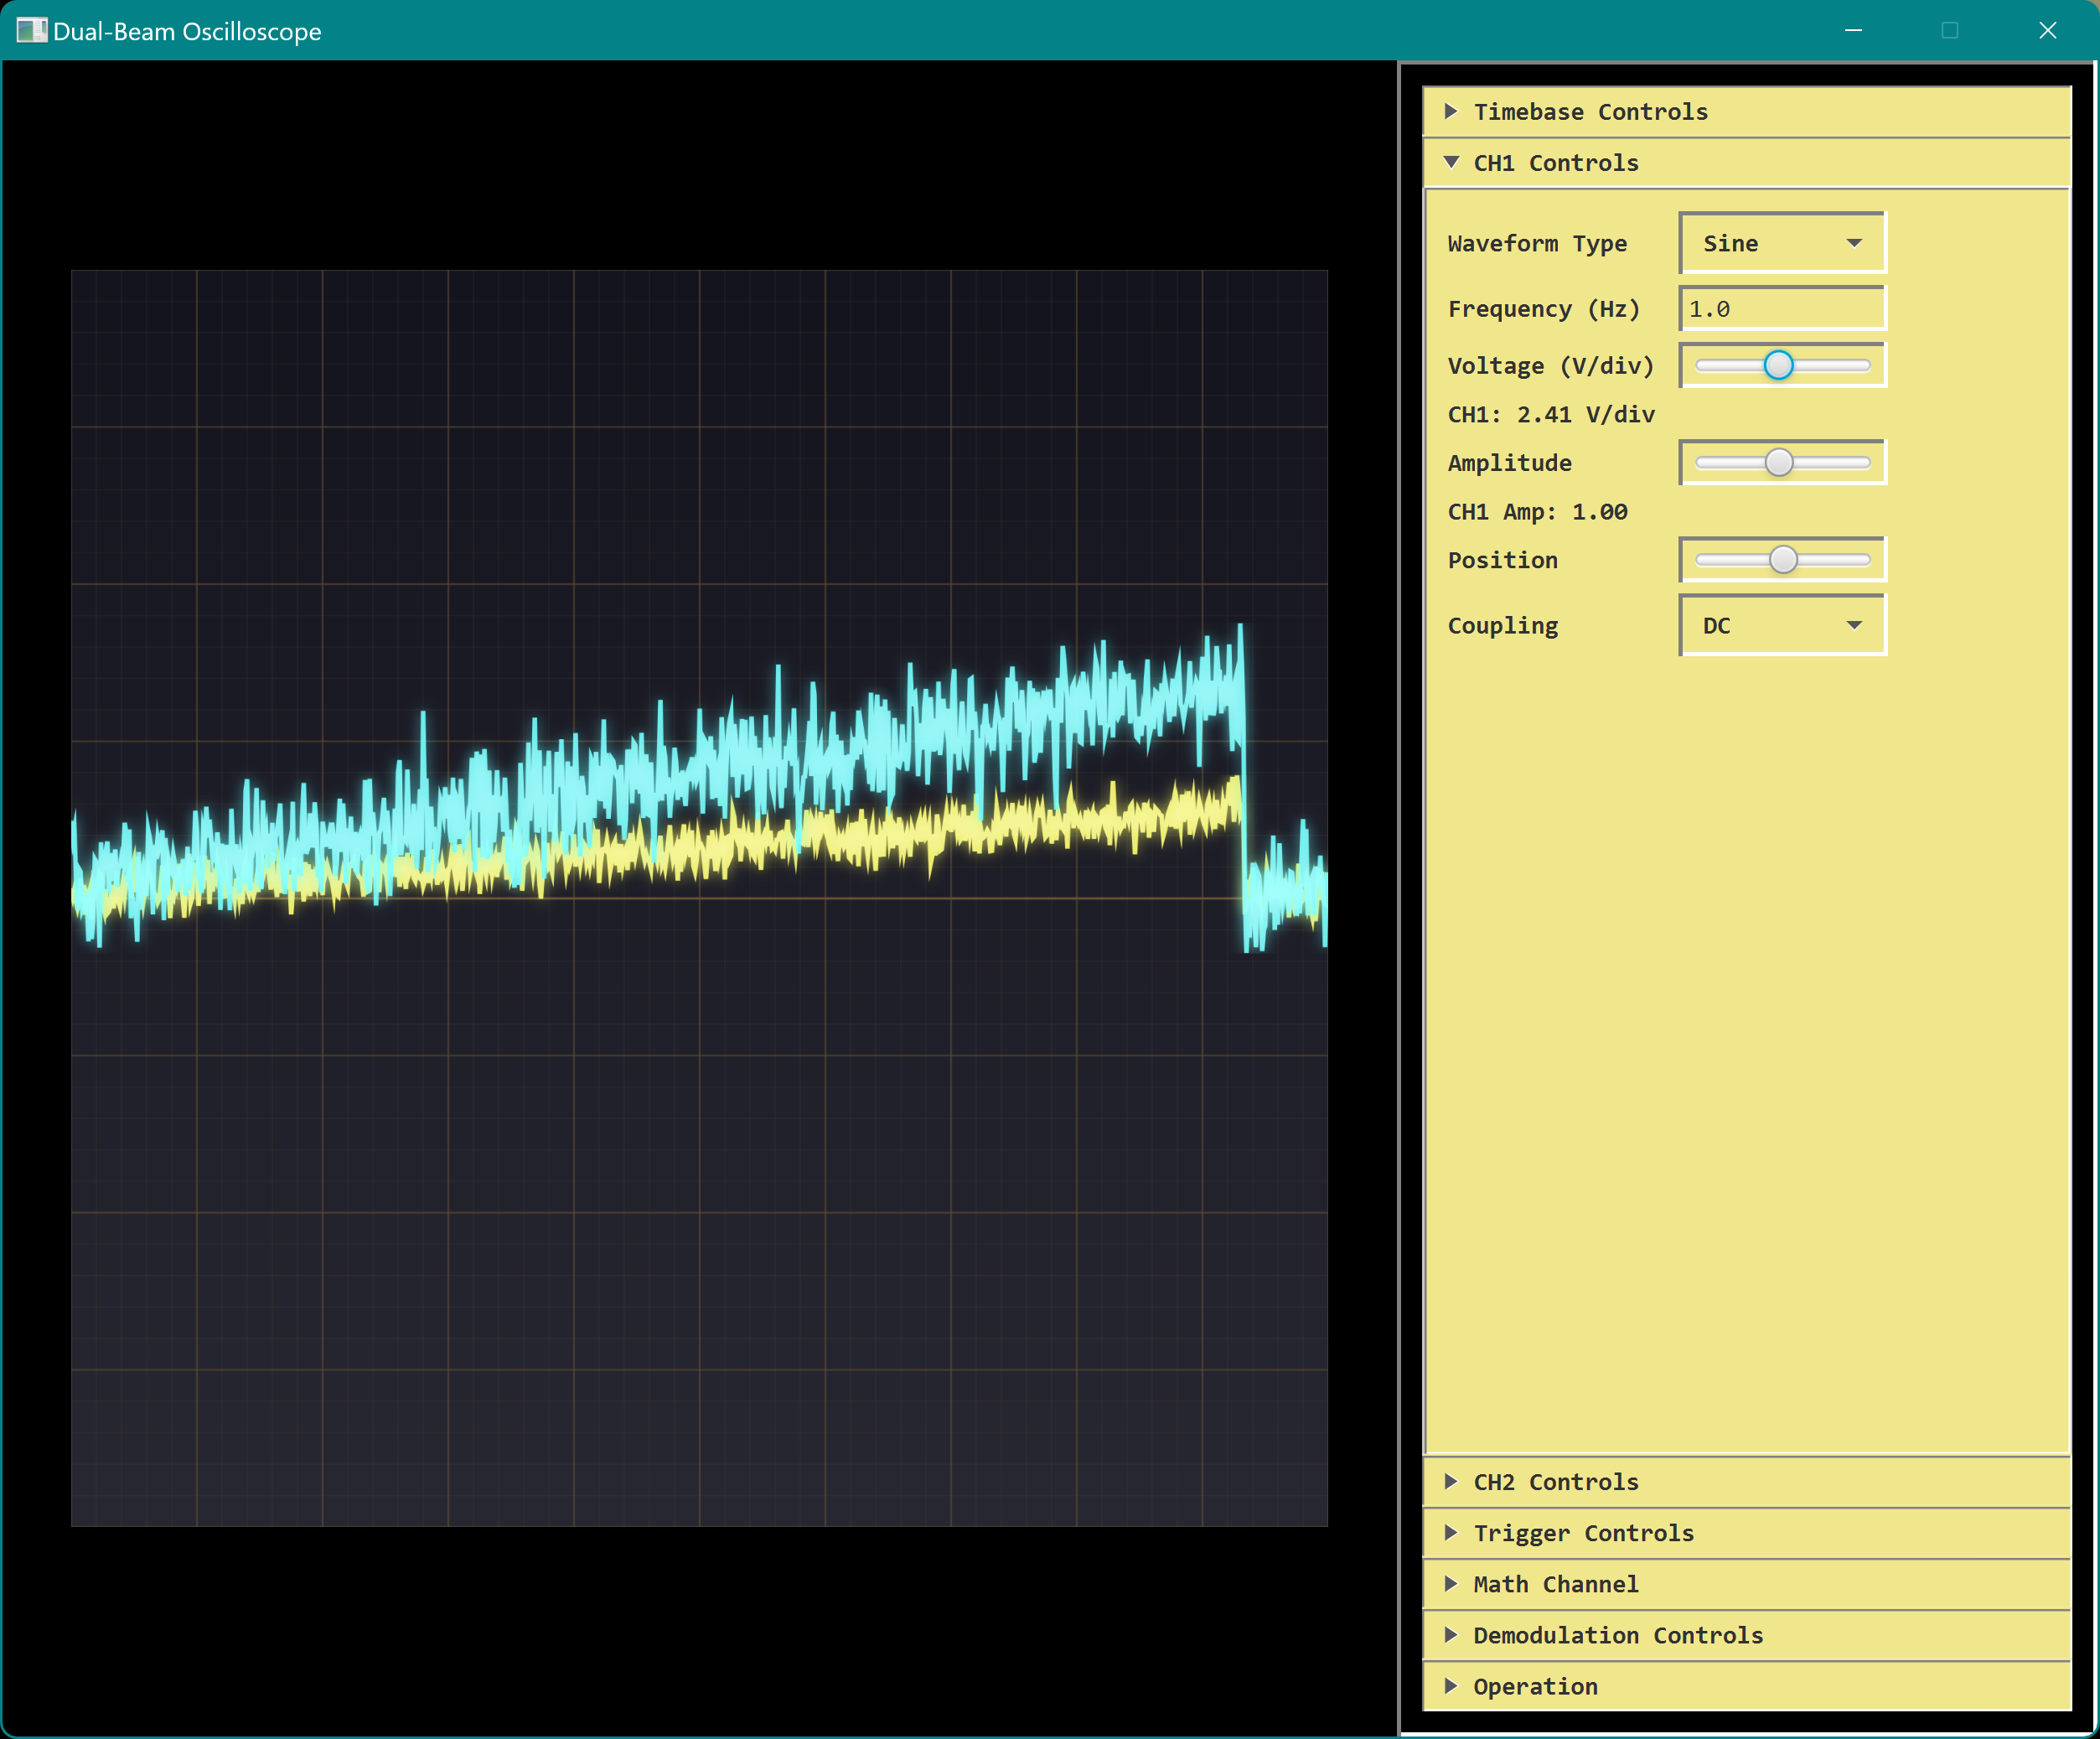 Dual-Beam Oscilloscope
Timebase Controls
CH1 Controls
Waveform Type Sine
Frequency (Hz) 1.0
Voltage (V/div)
CH1: 2.41 V/div
Amplitude
CH1 Amp: 1.00
Position
Coupling DC
CH2 Controls
Trigger Controls
Math Channel
Demodulation Controls
Operation